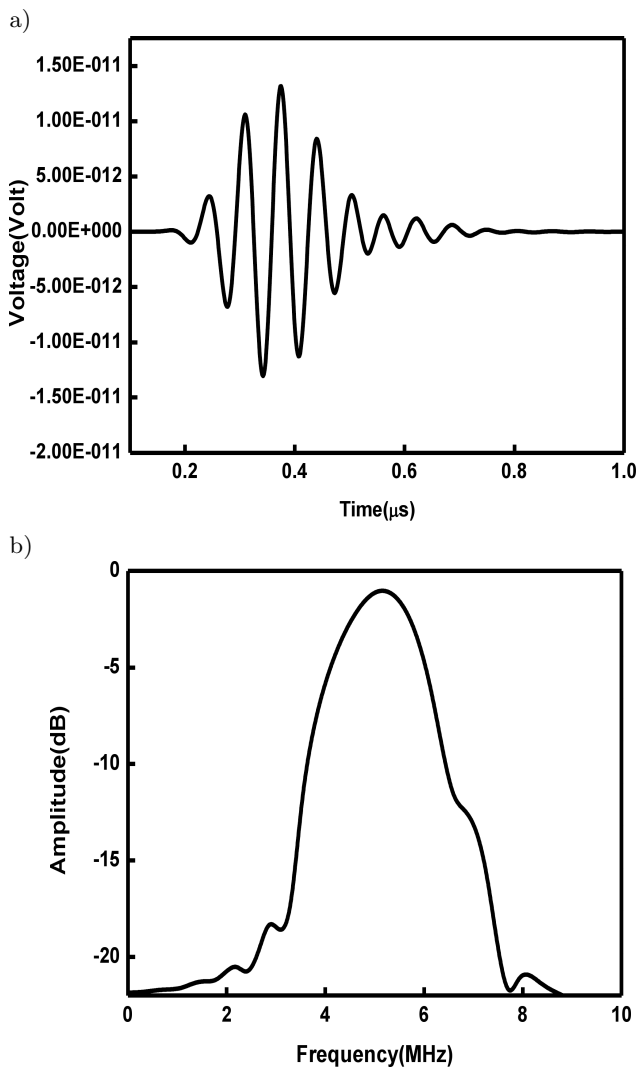 a)
Voltage(Volt)
1.50E-011
1.00E-011
5.00E-012
0.00E+000
-5.00E-012
-1.00E-011
-1.50E-011
-2.00E-011
0.2 0.4 0.6 0.8 1.0
Time(μs)
b)
Amplitude(dB)
0
-5
-10
-15
-20
0 2 4 6 8 10
Frequency(MHz)